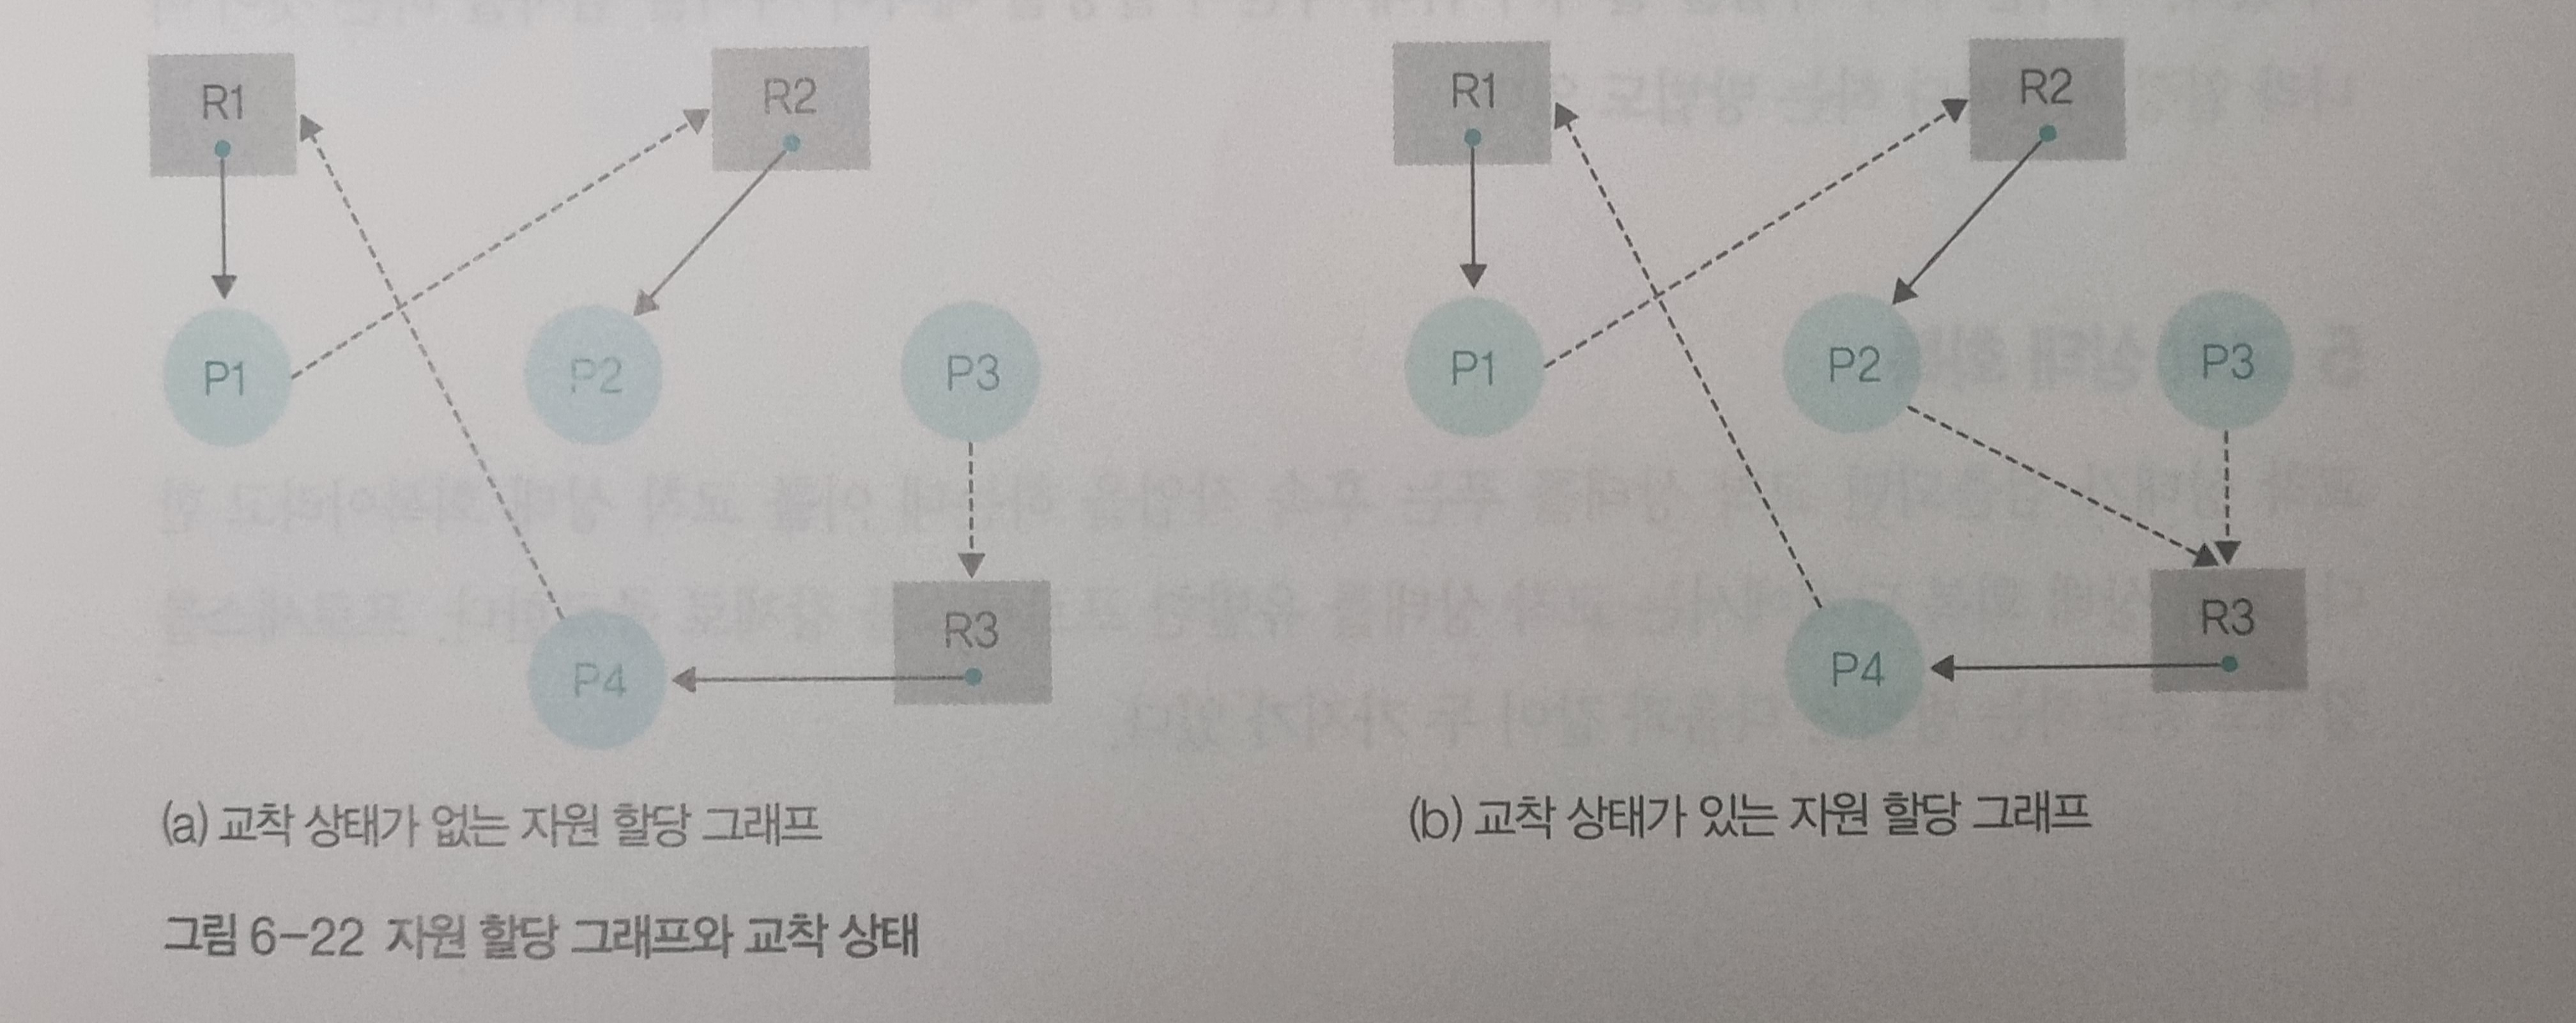 R1
R2
P1
P2
P3
R3
P4
(a) 교착 상태가 없는 자원 할당 그래프
R1
R2
P1
P2
P3
R3
P4
(b) 교착 상태가 있는 자원 할당 그래프
그림 6-22 자원 할당 그래프와 교착 상태